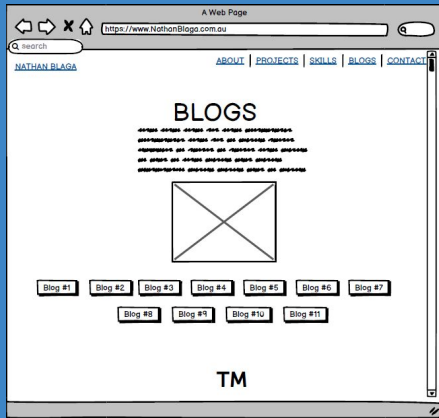 A Web Page
https://www.NathanBlaga.com.au
search
NATHAN BLAGA
ABOUT | PROJECTS | SKILLS | BLOGS | CONTACT
BLOGS
Blog #1 Blog #2 Blog #3 Blog #4 Blog #5 Blog #6 Blog #7
Blog #8 Blog #9 Blog #10 Blog #11
TM